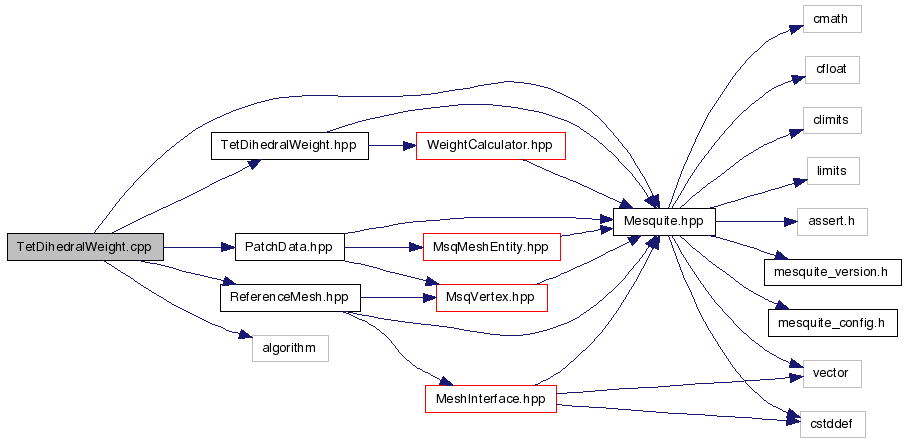 TetDihedralWeight.cpp
TetDihedralWeight.hpp
PatchData.hpp
ReferenceMesh.hpp
algorithm
WeightCalculator.hpp
MsqMeshEntity.hpp
MsqVertex.hpp
MeshInterface.hpp
Mesquite.hpp
cmath
cfloat
climits
limits
assert.h
mesquite_version.h
mesquite_config.h
vector
cstddef